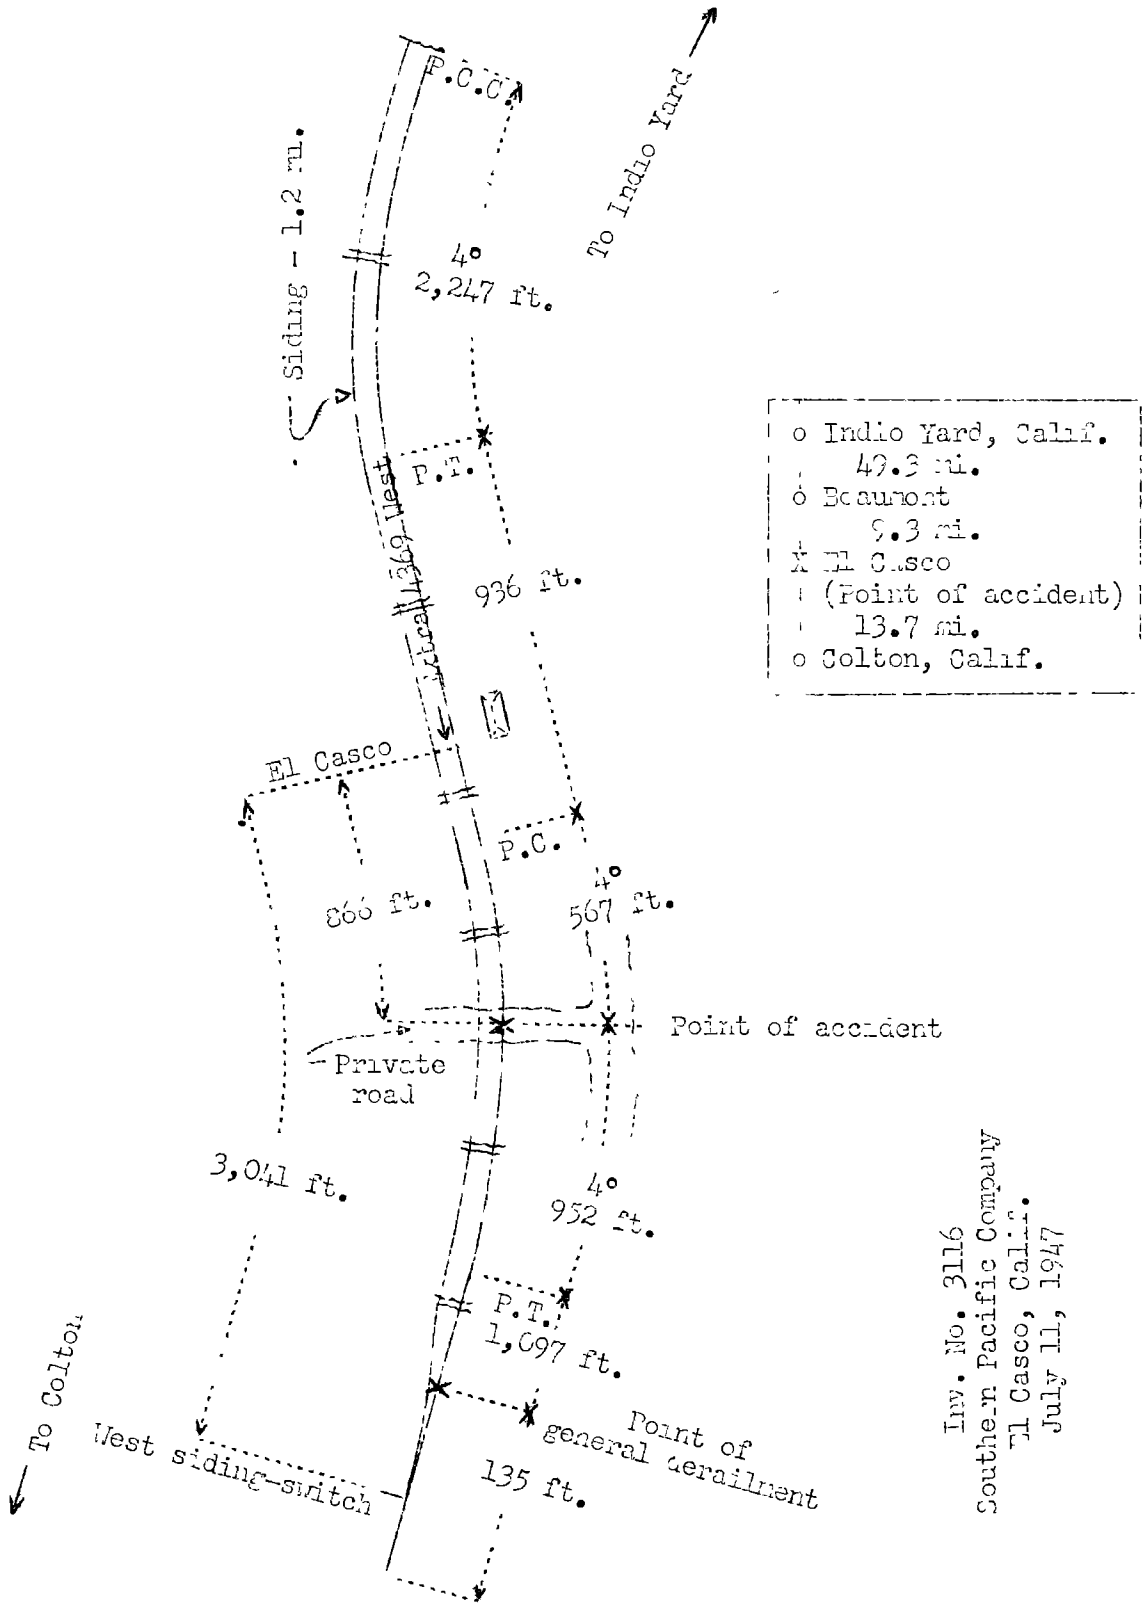 P.C.C.
To Indio Yard
Siding - 1.2 mi.
4°
2,247 ft.
P.T.
Extra 4369 West
936 ft.
o Indio Yard, Calif.
49.3 mi.
o Beaumont
9.3 mi.
X El Casco
(Point of accident)
13.7 mi.
o Colton, Calif.
El Casco
P.C.
866 ft.
4°
567 ft.
Point of accident
Private
road
3,041 ft.
4°
952 ft.
P.T.
1,097 ft.
To Colton
West siding-switch
Point of
general derailment
135 ft.
Inv. No. 3116
Southern Pacific Company
El Casco, Calif.
July 11, 1947